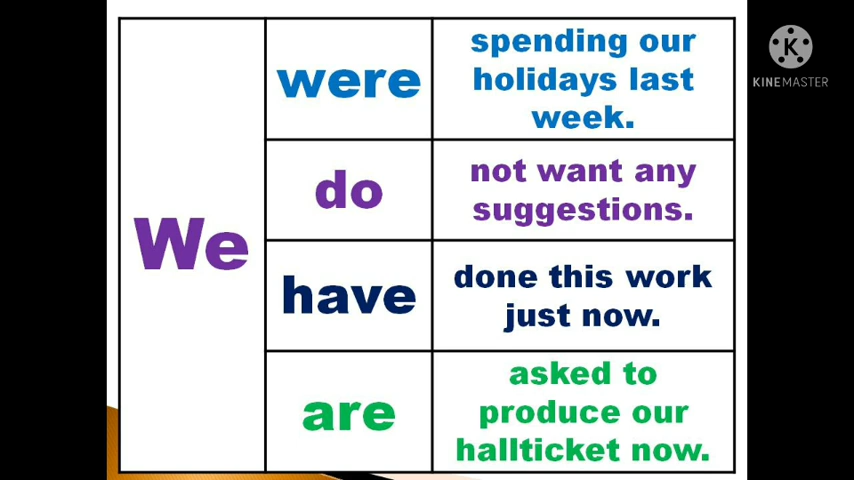 were
spending our
holidays last
week.
do
not want any
suggestions.
We
have
done this work
just now.
are
asked to
produce our
hallticket now.
K
KINEMASTER